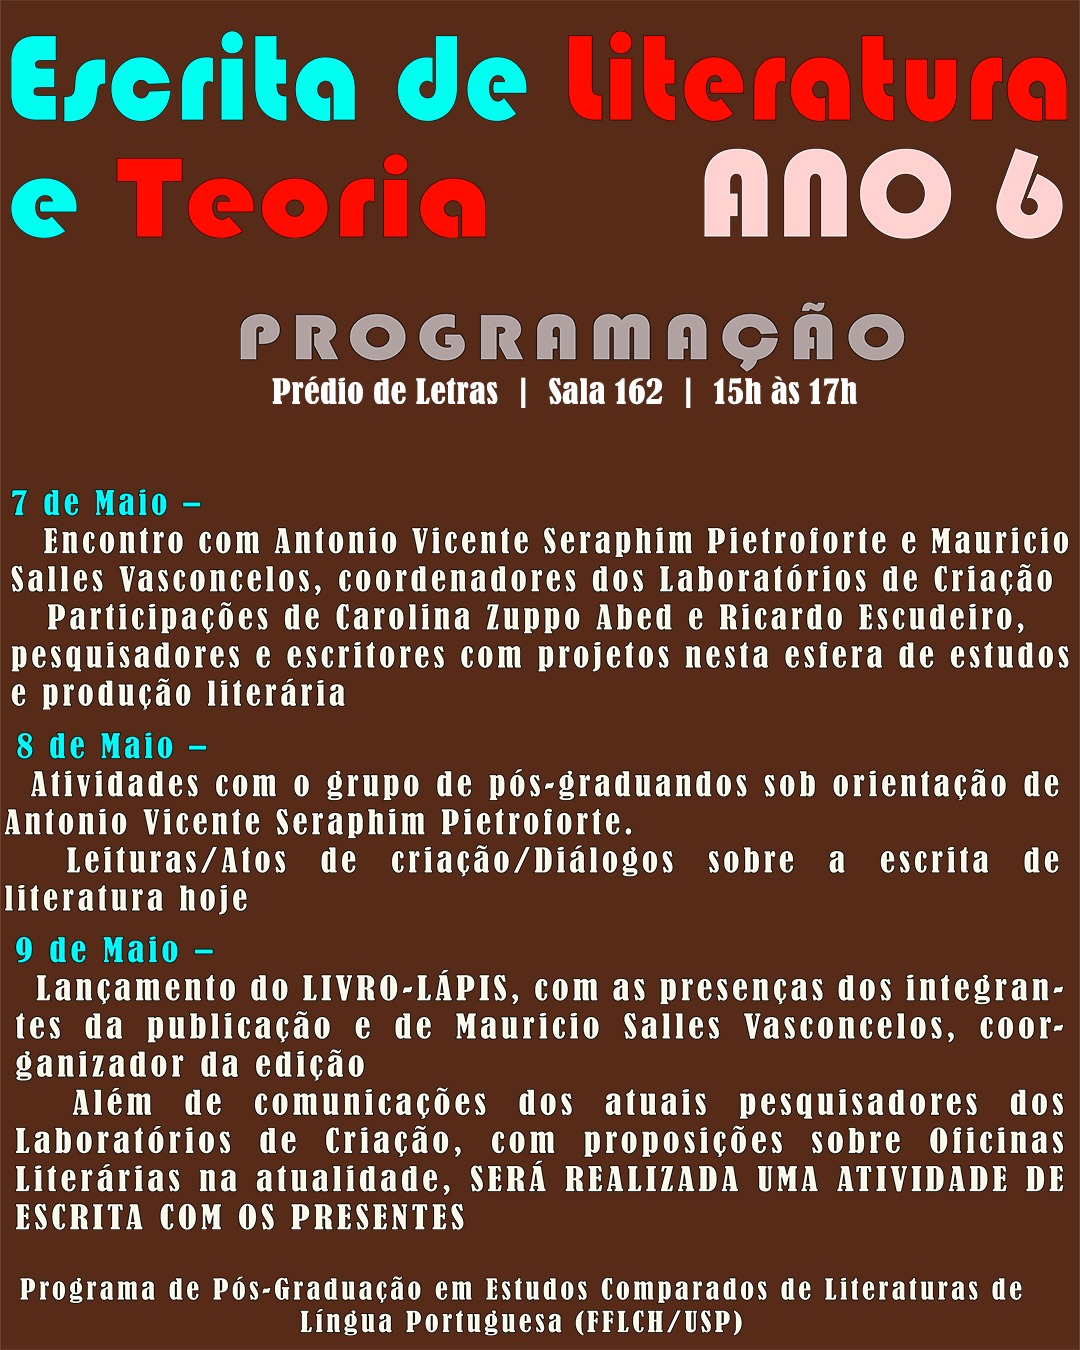 Escrita de Literatura
e Teoria ANO 6
PROGRAMAÇÃO
Prédio de Letras | Sala 162 | 15h às 17h
7 de Maio –
Encontro com Antonio Vicente Seraphim Pietroforte e Mauricio
Salles Vasconcelos, coordenadores dos Laboratórios de Criação
Participações de Carolina Zuppo Abed e Ricardo Escudeiro,
pesquisadores e escritores com projetos nesta esfera de estudos
e produção literária
8 de Maio –
Atividades com o grupo de pós-graduandos sob orientação de
Antonio Vicente Seraphim Pietroforte.
Leituras/Atos de criação/Diálogos sobre a escrita de
literatura hoje
9 de Maio –
Lançamento do LIVRO-LÁPIS, com as presenças dos integran-
tes da publicação e de Mauricio Salles Vasconcelos, coor-
ganizador da edição
Além de comunicações dos atuais pesquisadores dos
Laboratórios de Criação, com proposições sobre Oficinas
Literárias na atualidade, SERÁ REALIZADA UMA ATIVIDADE DE
ESCRITA COM OS PRESENTES
Programa de Pós-Graduação em Estudos Comparados de Literaturas de
Língua Portuguesa (FFLCH/USP)